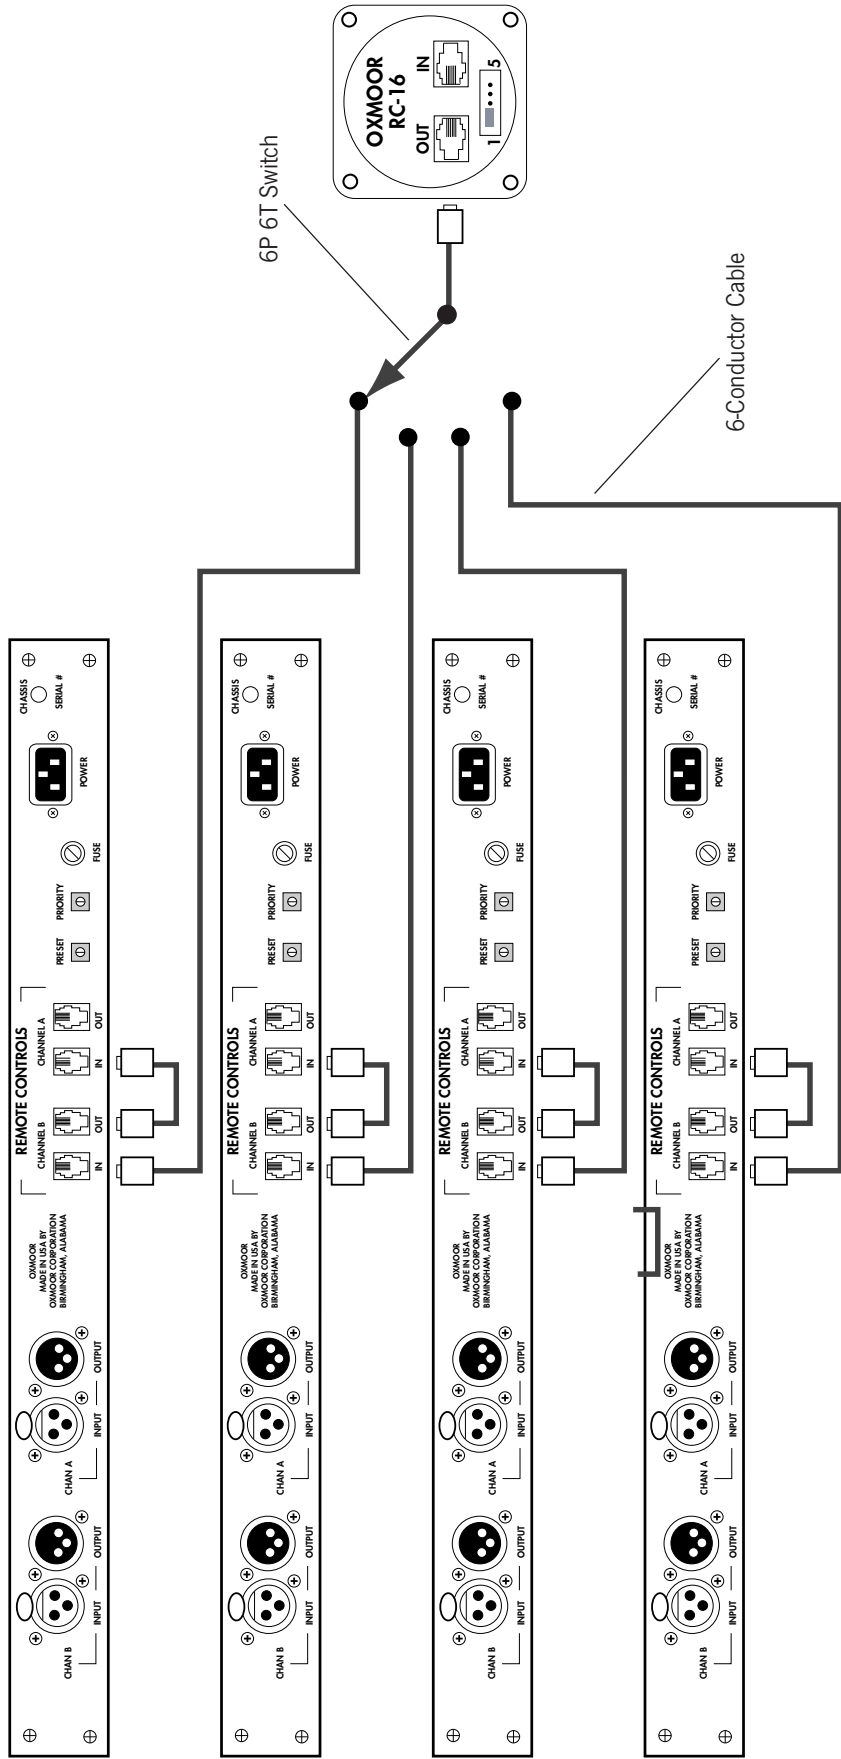 OXMOOR
RC-16
OUT
IN
1
5
6P 6T Switch
6-Conductor Cable
OXMOOR
MADE IN USA BY
OXMOOR CORPORATION
BIRMINGHAM, ALABAMA
REMOTE CONTROLS
CHANNEL B
CHANNEL A
IN
OUT
IN
OUT
PRESET
PRIORITY
FUSE
POWER
CHASSIS
SERIAL #
CHAN B
INPUT
OUTPUT
CHAN A
INPUT
OUTPUT
OXMOOR
MADE IN USA BY
OXMOOR CORPORATION
BIRMINGHAM, ALABAMA
REMOTE CONTROLS
CHANNEL B
CHANNEL A
IN
OUT
IN
OUT
PRESET
PRIORITY
FUSE
POWER
CHASSIS
SERIAL #
CHAN B
INPUT
OUTPUT
CHAN A
INPUT
OUTPUT
OXMOOR
MADE IN USA BY
OXMOOR CORPORATION
BIRMINGHAM, ALABAMA
REMOTE CONTROLS
CHANNEL B
CHANNEL A
IN
OUT
IN
OUT
PRESET
PRIORITY
FUSE
POWER
CHASSIS
SERIAL #
CHAN B
INPUT
OUTPUT
CHAN A
INPUT
OUTPUT
OXMOOR
MADE IN USA BY
OXMOOR CORPORATION
BIRMINGHAM, ALABAMA
REMOTE CONTROLS
CHANNEL B
CHANNEL A
IN
OUT
IN
OUT
PRESET
PRIORITY
FUSE
POWER
CHASSIS
SERIAL #
CHAN B
INPUT
OUTPUT
CHAN A
INPUT
OUTPUT